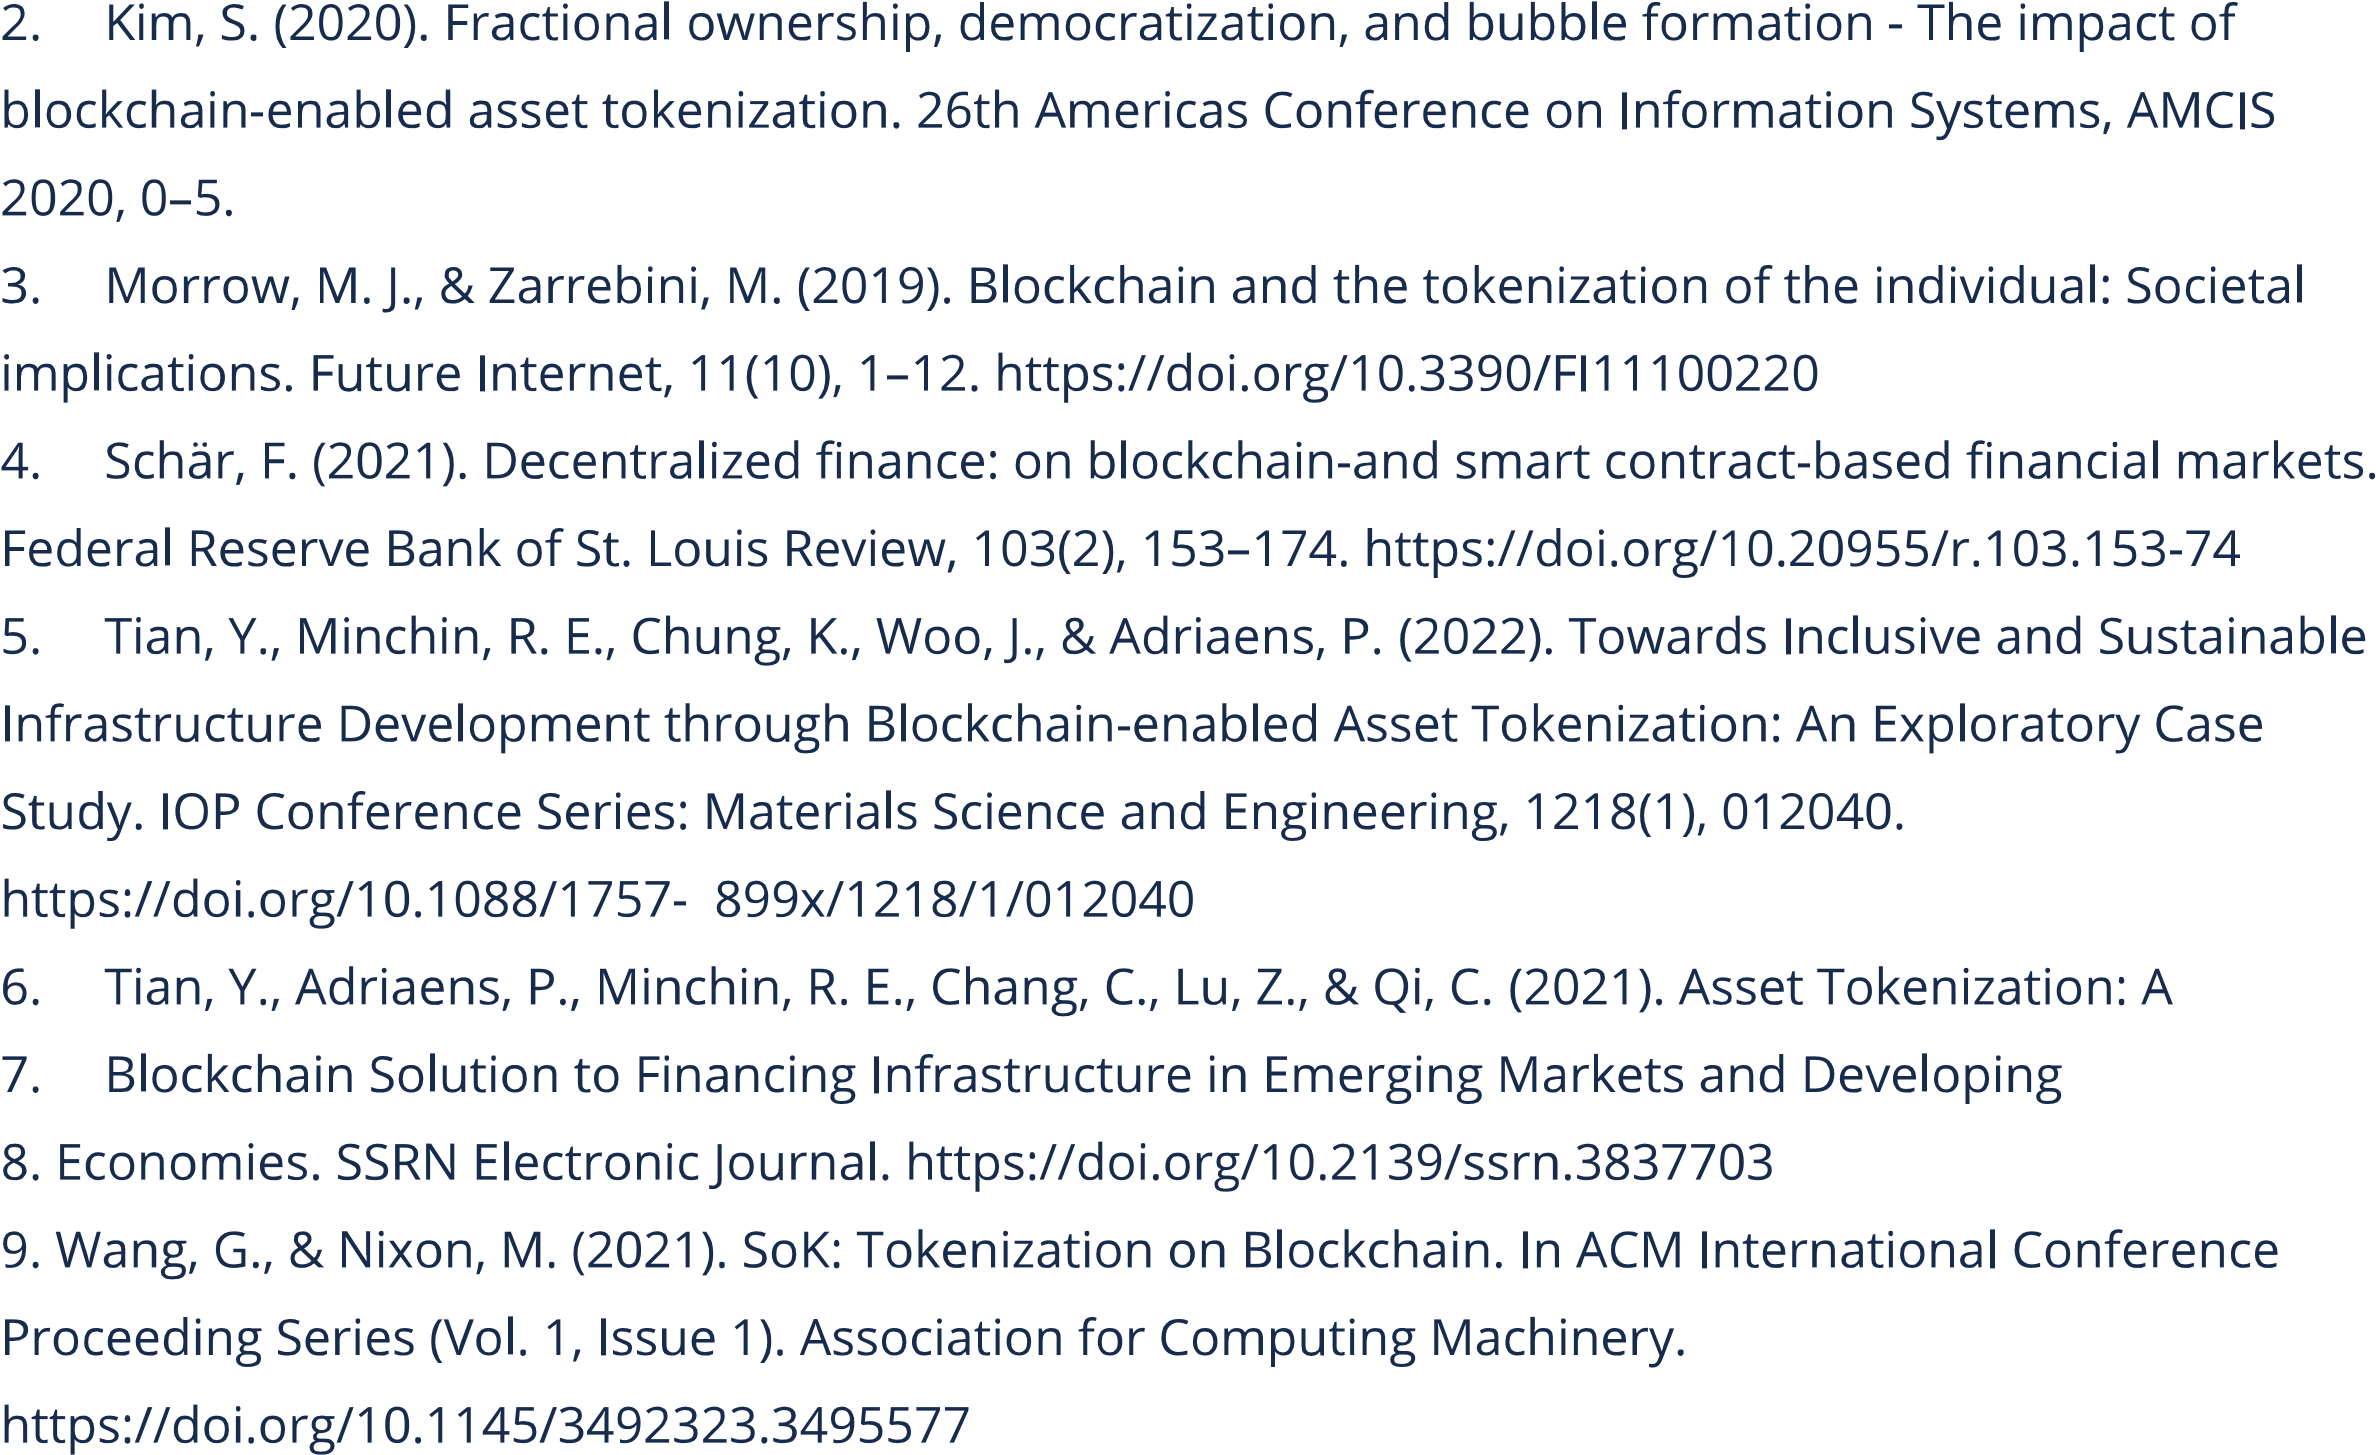 2. Kim, S. (2020). Fractional ownership, democratization, and bubble formation - The impact of
blockchain-enabled asset tokenization. 26th Americas Conference on Information Systems, AMCIS
2020, 0–5.
3. Morrow, M. J., & Zarrebini, M. (2019). Blockchain and the tokenization of the individual: Societal
implications. Future Internet, 11(10), 1–12. https://doi.org/10.3390/FI11100220
4. Schär, F. (2021). Decentralized finance: on blockchain-and smart contract-based financial markets.
Federal Reserve Bank of St. Louis Review, 103(2), 153–174. https://doi.org/10.20955/r.103.153-74
5. Tian, Y., Minchin, R. E., Chung, K., Woo, J., & Adriaens, P. (2022). Towards Inclusive and Sustainable
Infrastructure Development through Blockchain-enabled Asset Tokenization: An Exploratory Case
Study. IOP Conference Series: Materials Science and Engineering, 1218(1), 012040.
https://doi.org/10.1088/1757- 899x/1218/1/012040
6. Tian, Y., Adriaens, P., Minchin, R. E., Chang, C., Lu, Z., & Qi, C. (2021). Asset Tokenization: A
7. Blockchain Solution to Financing Infrastructure in Emerging Markets and Developing
8. Economies. SSRN Electronic Journal. https://doi.org/10.2139/ssrn.3837703
9. Wang, G., & Nixon, M. (2021). SoK: Tokenization on Blockchain. In ACM International Conference
Proceeding Series (Vol. 1, Issue 1). Association for Computing Machinery.
https://doi.org/10.1145/3492323.3495577